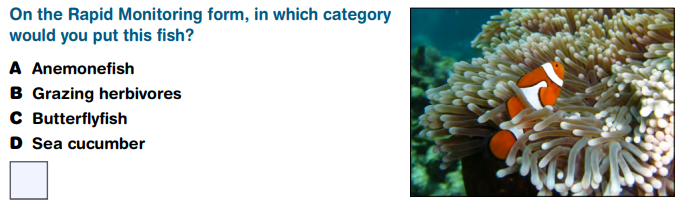 On the Rapid Monitoring form, in which category
would you put this fish?
A Anemonefish
B Grazing herbivores
C Butterflyfish
D Sea cucumber